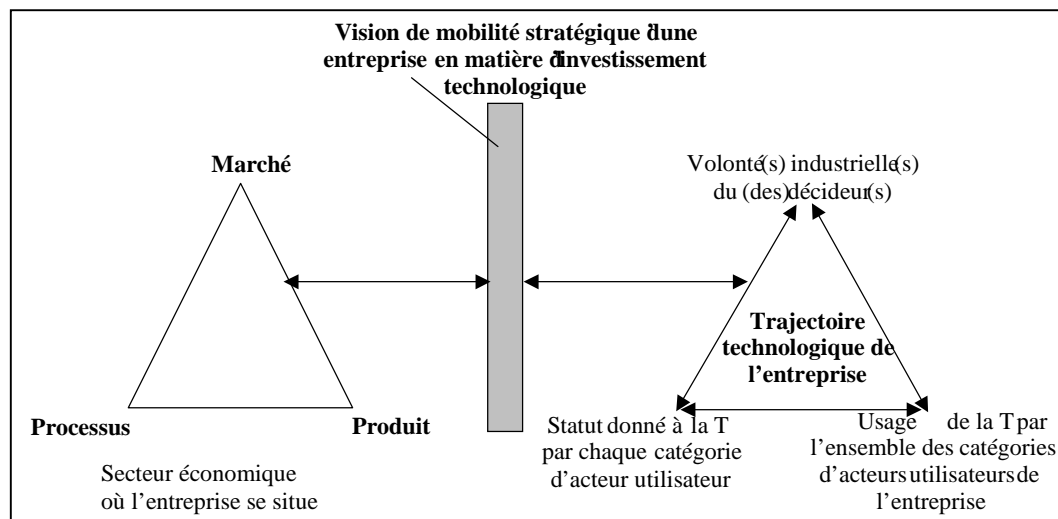 Vision de mobilité stratégique d'une
entreprise en matière d'investissement
technologique
Marché
Processus
Produit
Secteur économique
où l'entreprise se situe
Volonté(s) industrielle(s)
du (des) décideur(s)
Trajectoire
technologique de
l'entreprise
Statut donné à la T
par chaque catégorie
d'acteur utilisateur
Usage de la T par
l'ensemble des catégories
d'acteurs utilisateurs de
l'entreprise